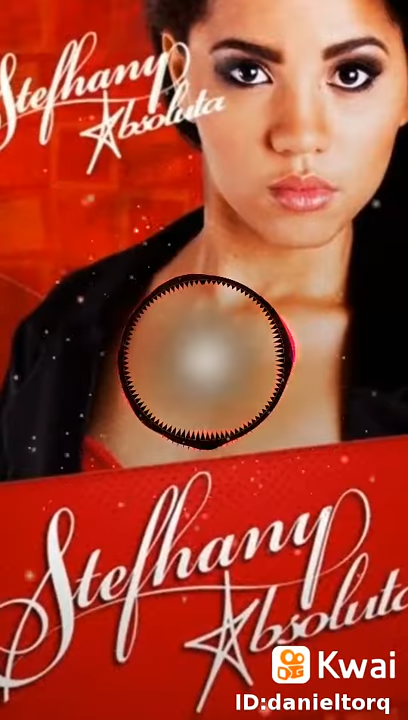 Stefhany
Absoluta
Stefhany
Absoluta
Kwai
ID:danieltorq